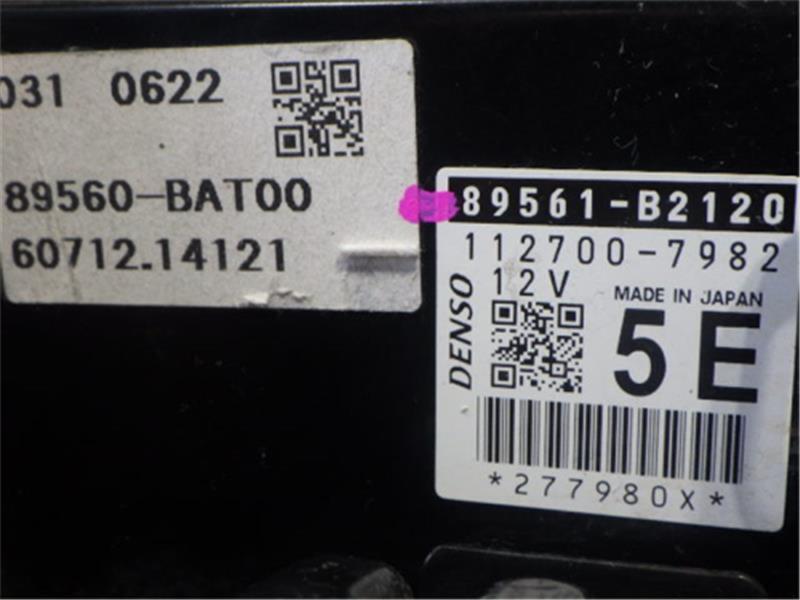 031 0622
89560-BAT00
60712.14121
89561-B2120
112700-7982
12V
MADE IN JAPAN
DENSO
5E
*277980X*